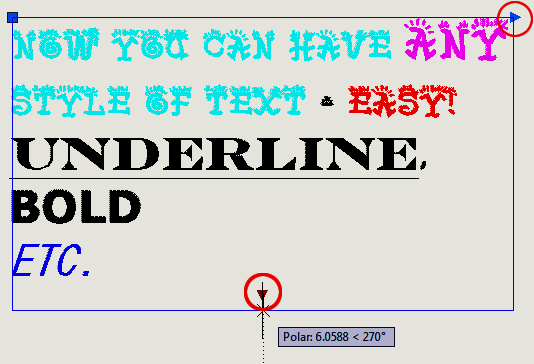 NOW YOU CAN HAVE ANY
STYLE OF TEXT & EASY!
UNDERLINE,
BOLD
ETC.
Polar: 6.0588 < 270°